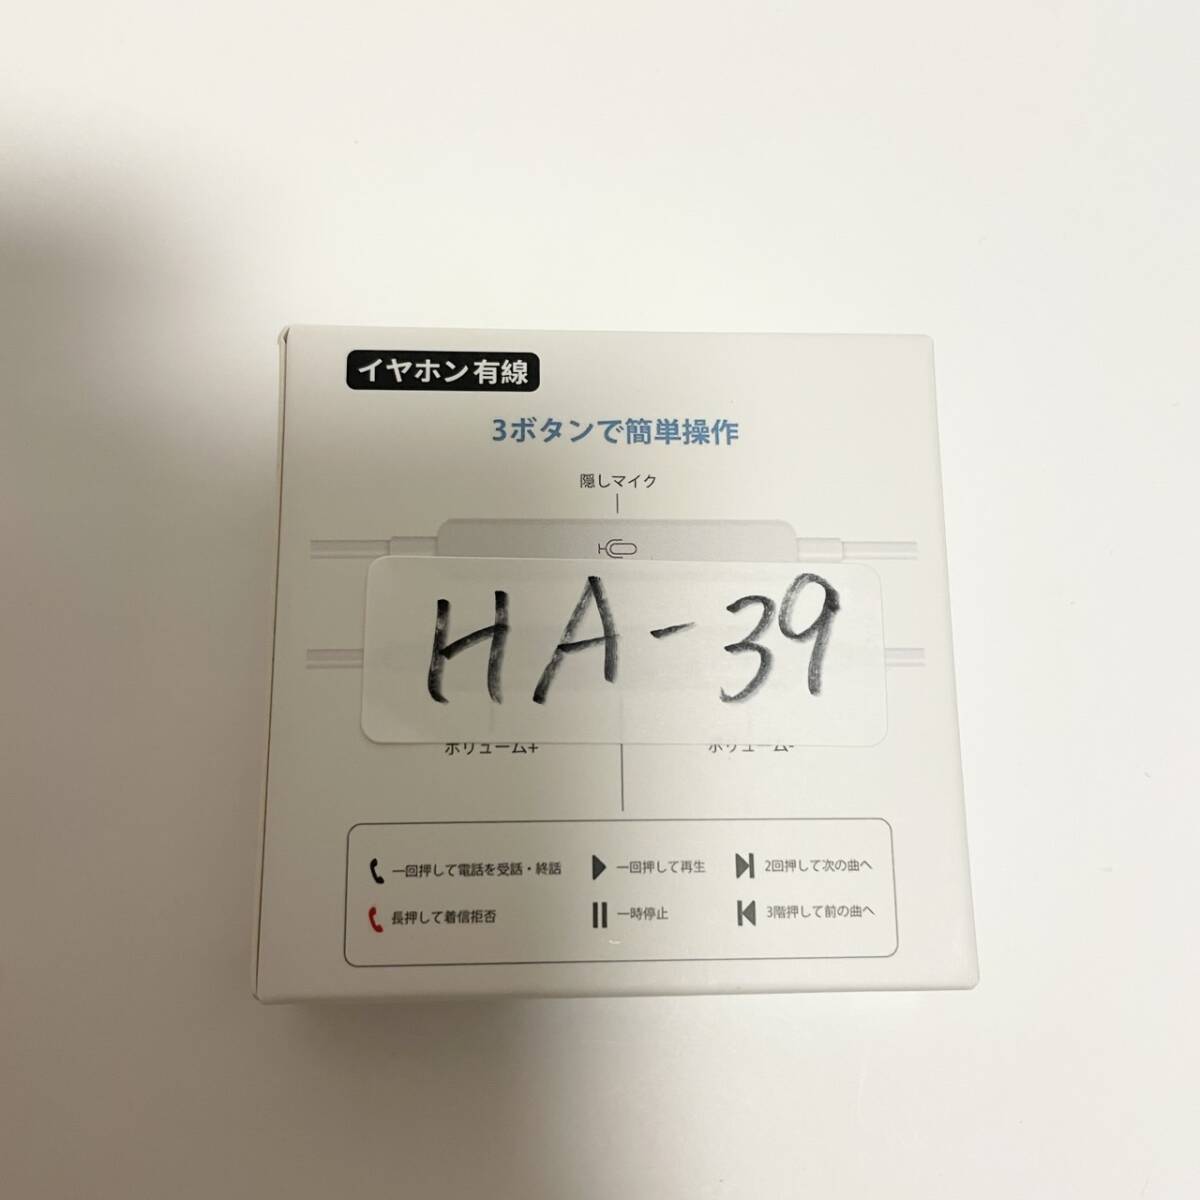 イヤホン有線
3ボタンで簡単操作
隠しマイク
HA-39
ボリューム+
ボリューム-
一回押して電話を受話・終話
一回押して再生
2回押して次の曲へ
長押して着信拒否
一時停止
3階押して前の曲へ